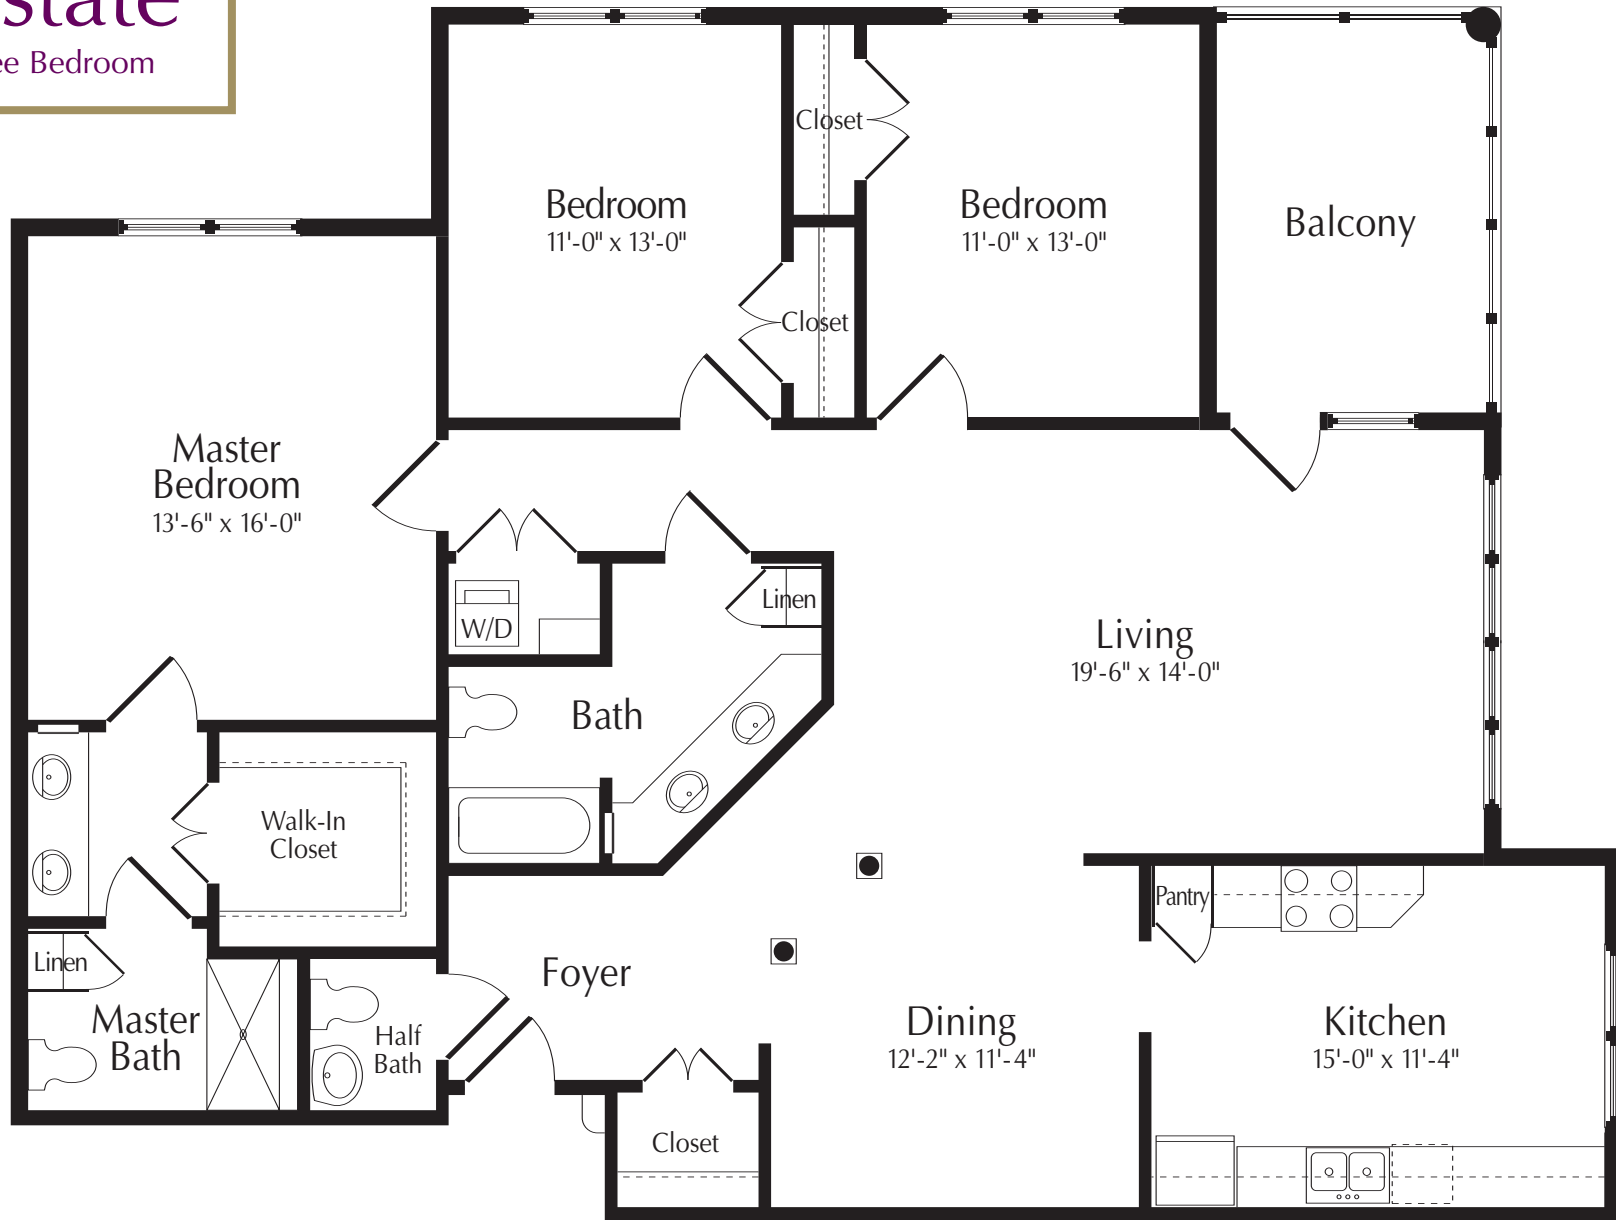 Bedroom
Closet
Bedroom
11'-0" x 13'-0"
Bedroom
11'-0" x 13'-0"
Balcony
Closet
Master
Bedroom
13'-6" x 16'-0"
Linen
W/D
Living
19'-6" x 14'-0"
Bath
Walk-In
Closet
Pantry
Linen
Foyer
Master
Bath
Half
Bath
Dining
12'-2" x 11'-4"
Kitchen
15'-0" x 11'-4"
Closet